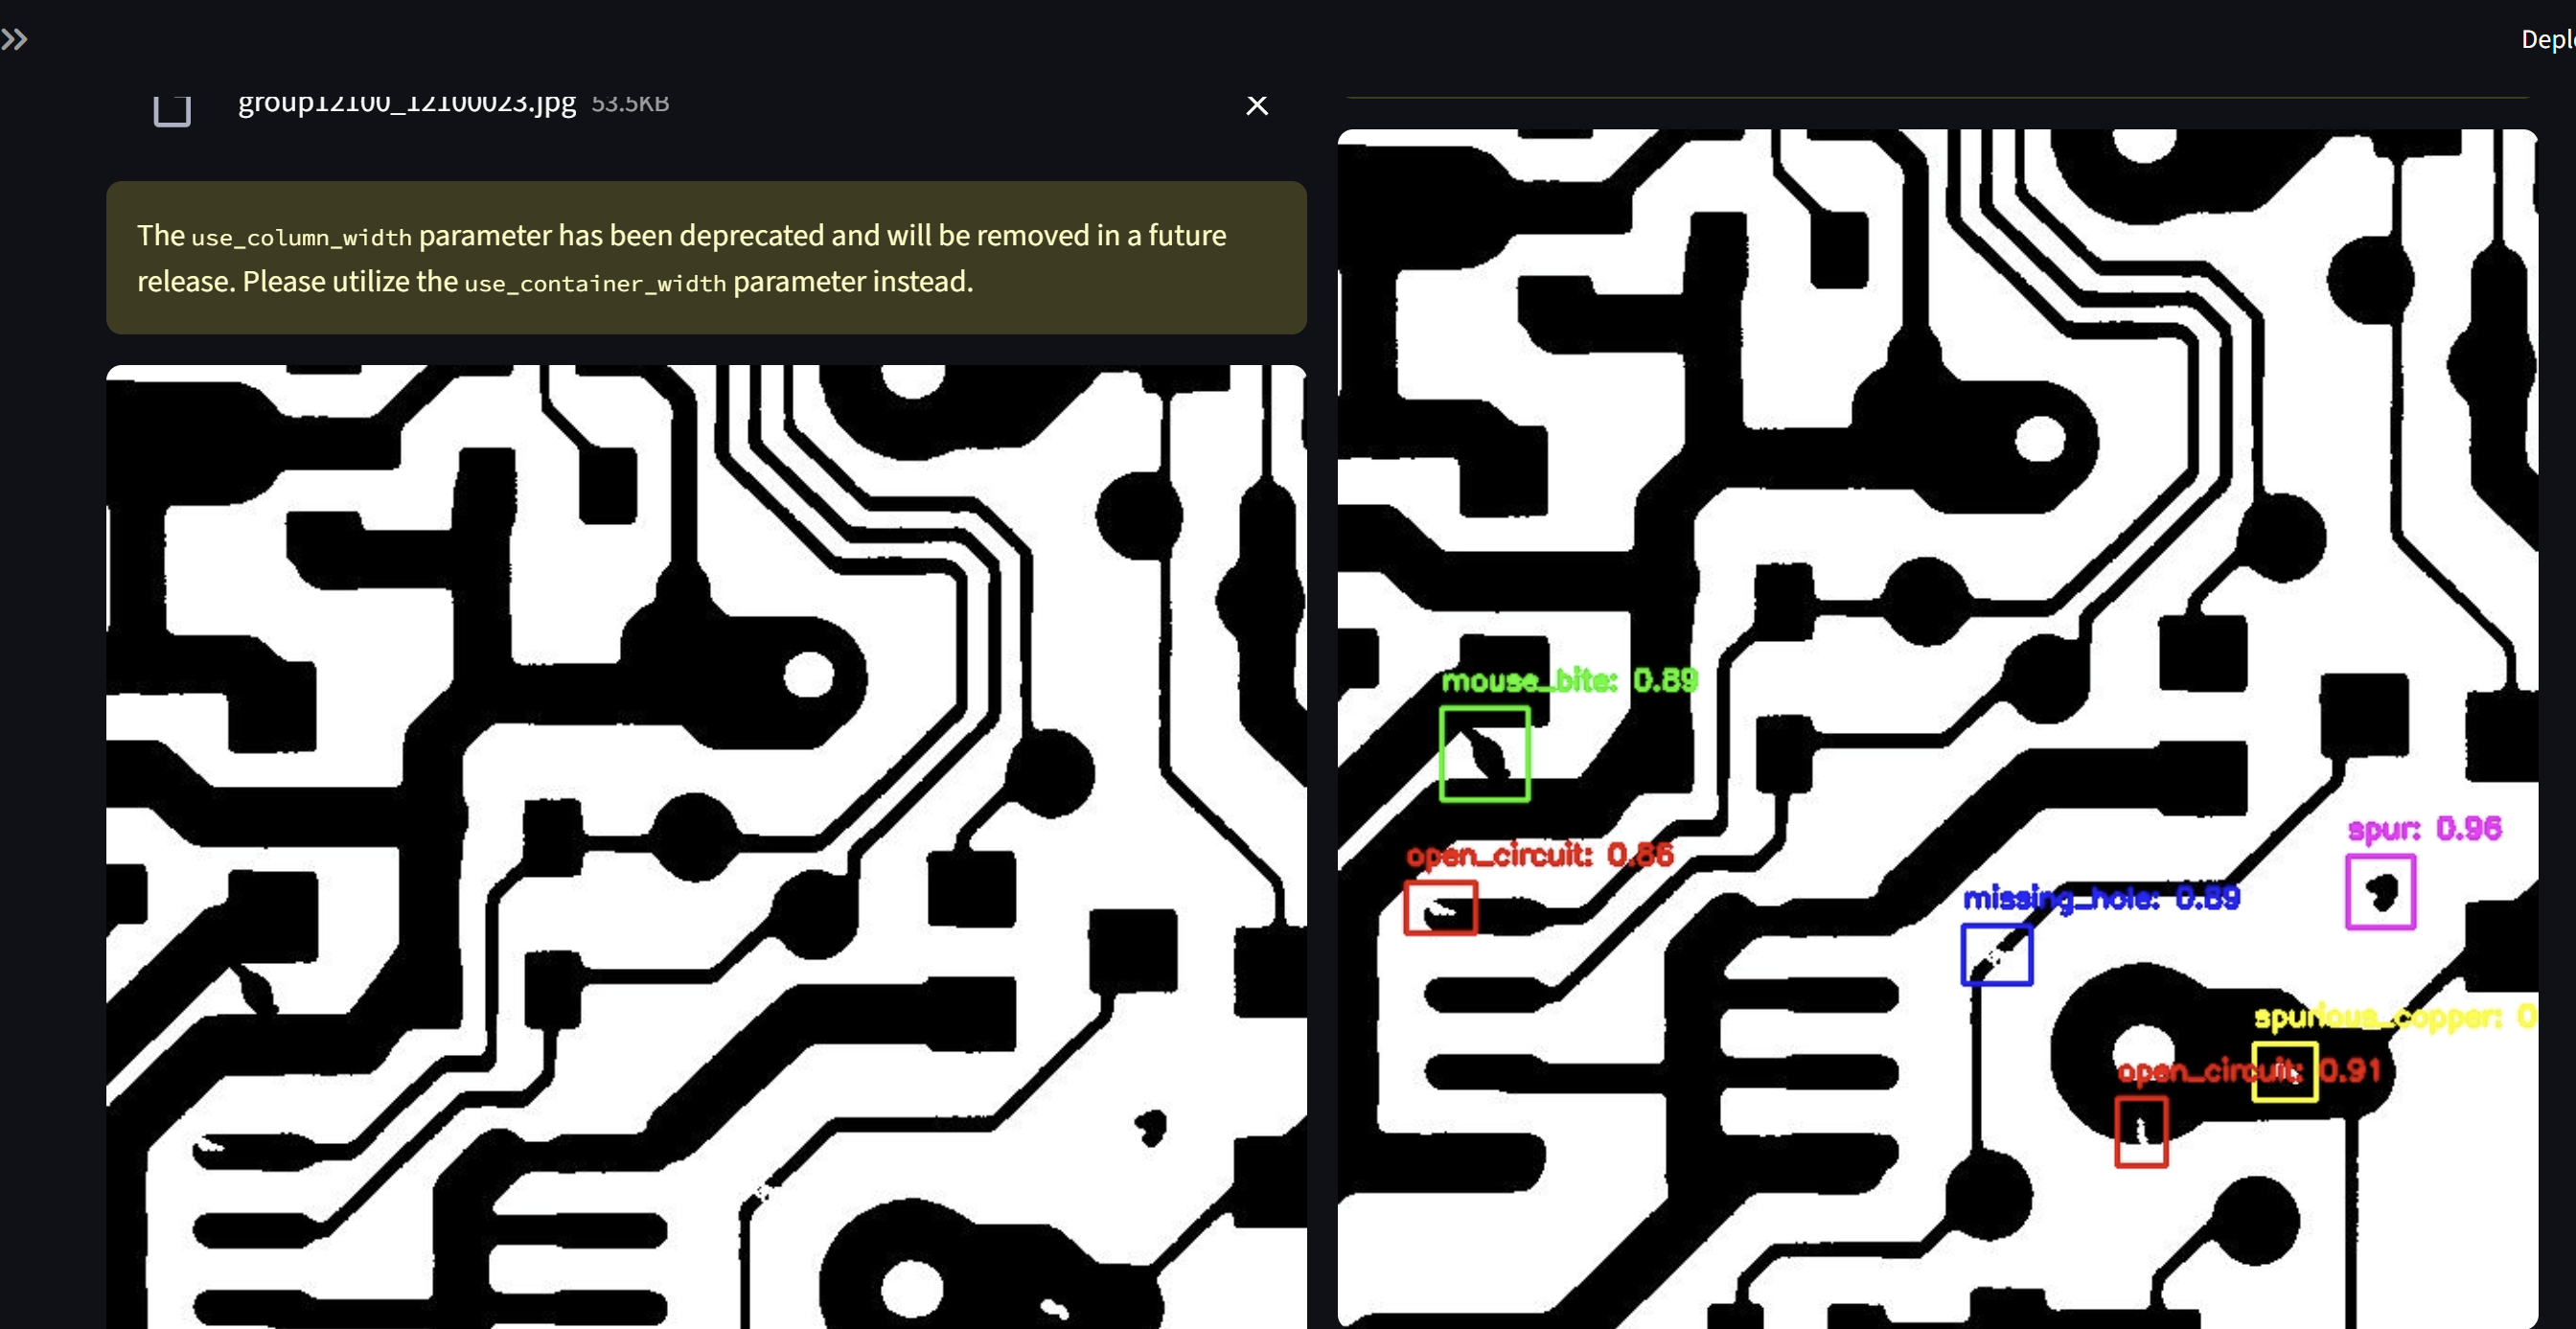 Depl
group12100_12100023.jpg 53.5KB
The use_column_width parameter has been deprecated and will be removed in a future
release. Please utilize the use_container_width parameter instead.
mouse_bite: 0.89
spur: 0.96
open_circuit: 0.86
missing_hole: 0.89
spurious_copper: 0
open_circuit: 0.91